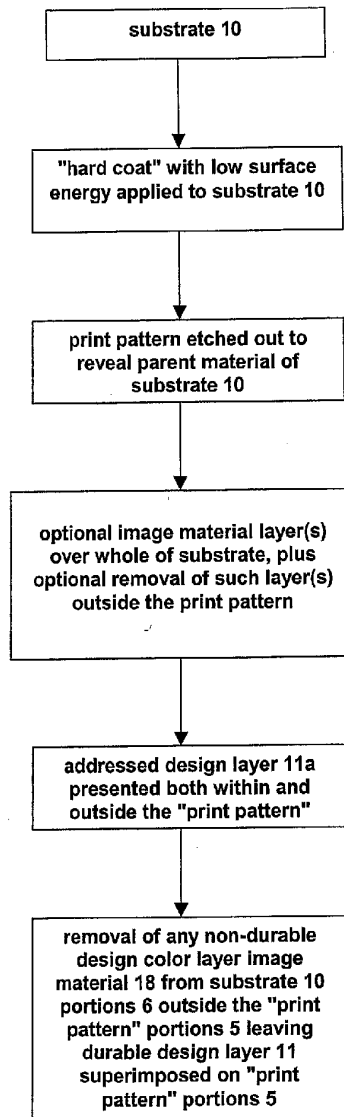 substrate 10
"hard coat" with low surface
energy applied to substrate 10
print pattern etched out to
reveal parent material of
substrate 10
optional image material layer(s)
over whole of substrate, plus
optional removal of such layer(s)
outside the print pattern
addressed design layer 11a
presented both within and
outside the "print pattern"
removal of any non-durable
design color layer image
material 18 from substrate 10
portions 6 outside the "print
pattern" portions 5 leaving
durable design layer 11
superimposed on "print
pattern" portions 5